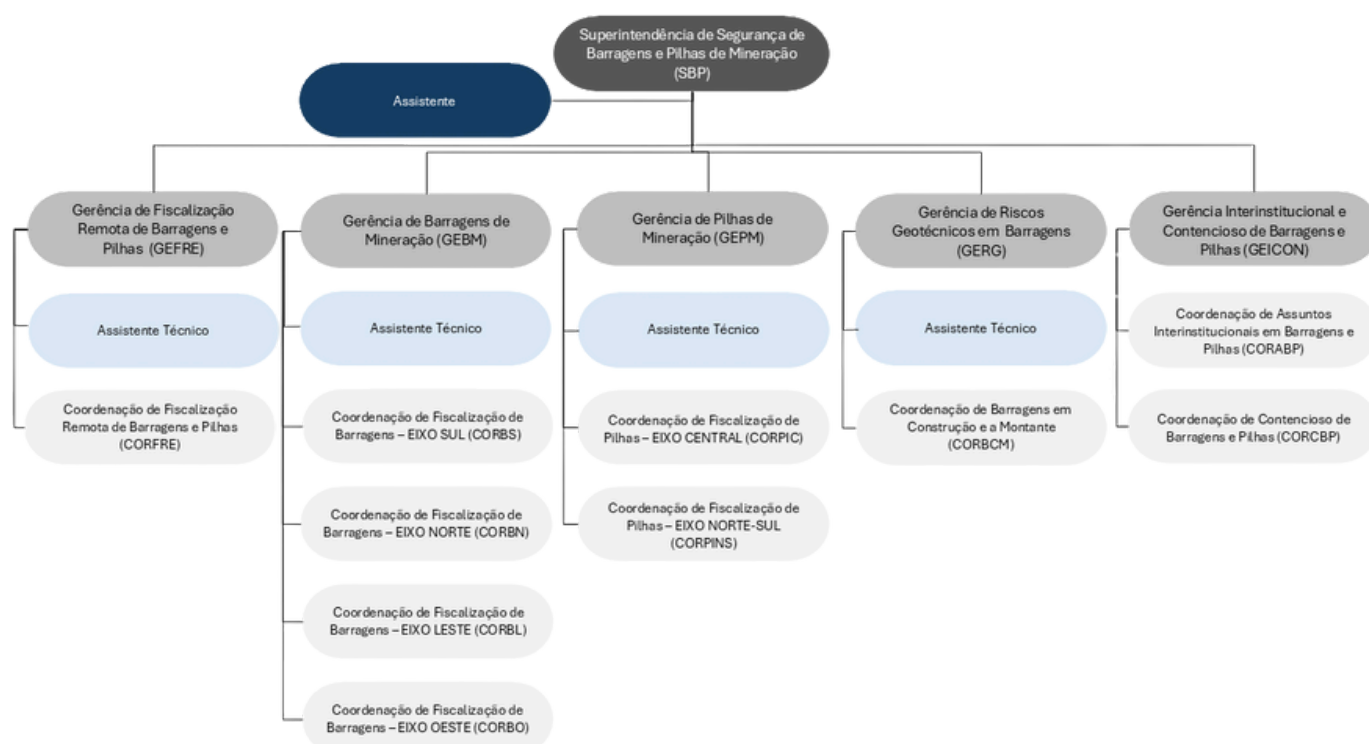 Superintendência de Segurança de
Barragens e Pilhas de Mineração
(SBP)
Assistente
Gerência de Fiscalização
Remota de Barragens e
Pilhas (GEFRE)
Gerência de Barragens de
Mineração (GEBM)
Gerência de Pilhas de
Mineração (GEPM)
Gerência de Riscos
Geotécnicos em Barragens
(GERG)
Gerência Interinstitucional e
Contencioso de Barragens e
Pilhas (GEICON)
Assistente Técnico
Assistente Técnico
Assistente Técnico
Assistente Técnico
Coordenação de Assuntos
Interinstitucionais em Barragens e
Pilhas (CORABP)
Coordenação de Fiscalização
Remota de Barragens e Pilhas
(CORFRE)
Coordenação de Fiscalização de
Barragens – EIXO SUL (CORBS)
Coordenação de Fiscalização de
Pilhas – EIXO CENTRAL (CORPIC)
Coordenação de Barragens em
Construção e a Montante
(CORBCM)
Coordenação de Contencioso de
Barragens e Pilhas (CORCBP)
Coordenação de Fiscalização de
Barragens – EIXO NORTE (CORBN)
Coordenação de Fiscalização de
Pilhas – EIXO NORTE-SUL
(CORPINS)
Coordenação de Fiscalização de
Barragens – EIXO LESTE (CORBL)
Coordenação de Fiscalização de
Barragens – EIXO OESTE (CORBO)